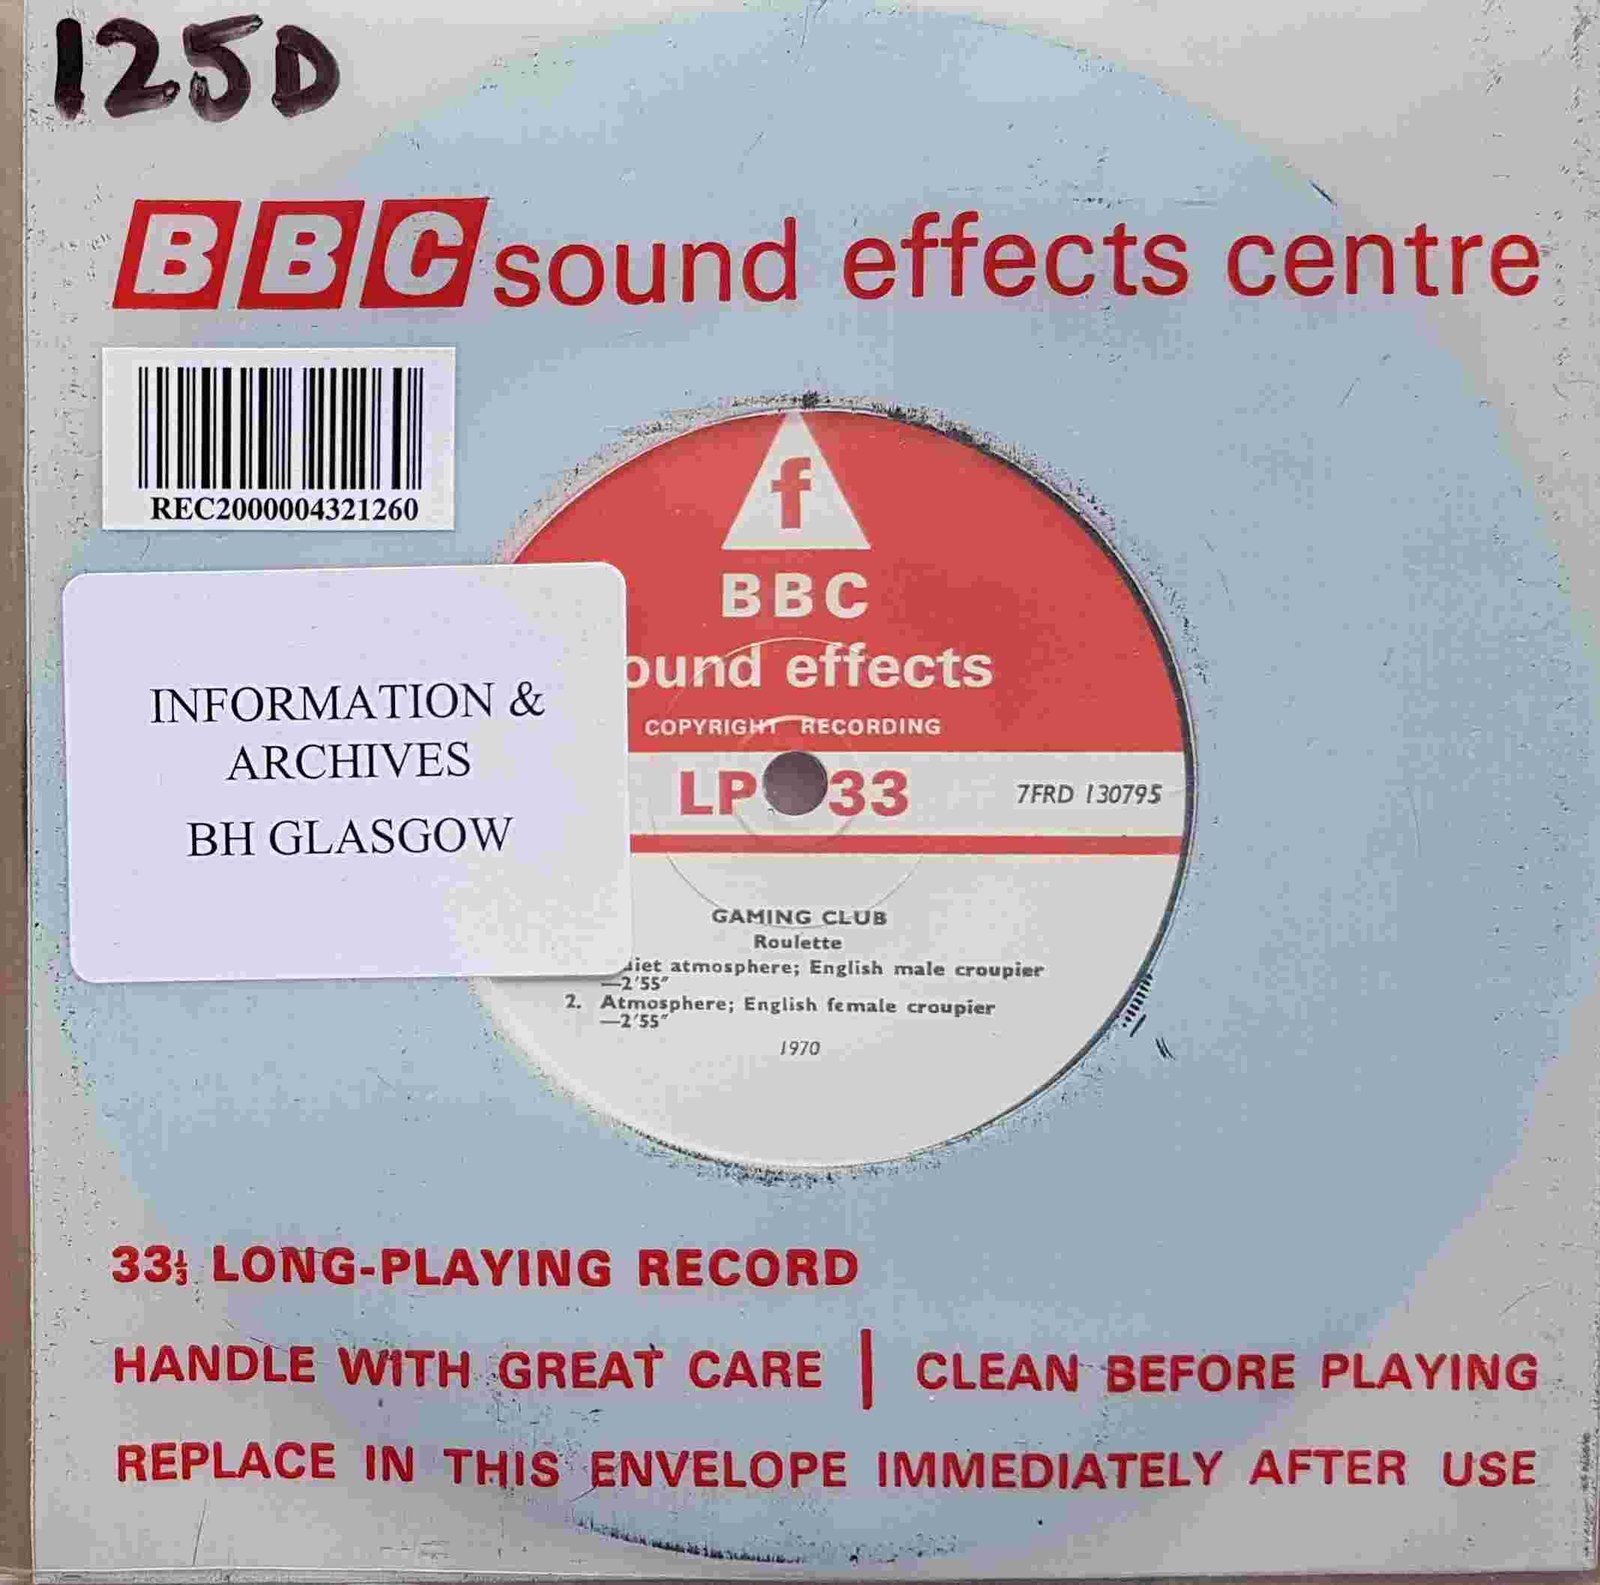 125D
BBC sound effects centre
REC2000004321260
INFORMATION &
ARCHIVES
BH GLASGOW
f
BBC
ound effects
COPYRIGHT RECORDING
LP 33
7FRD 130795
GAMING CLUB
Roulette
iet atmosphere; English male croupier
—2'55"
2. Atmosphere; English female croupier
—2'55"
1970
33⅓ LONG-PLAYING RECORD
HANDLE WITH GREAT CARE | CLEAN BEFORE PLAYING
REPLACE IN THIS ENVELOPE IMMEDIATELY AFTER USE